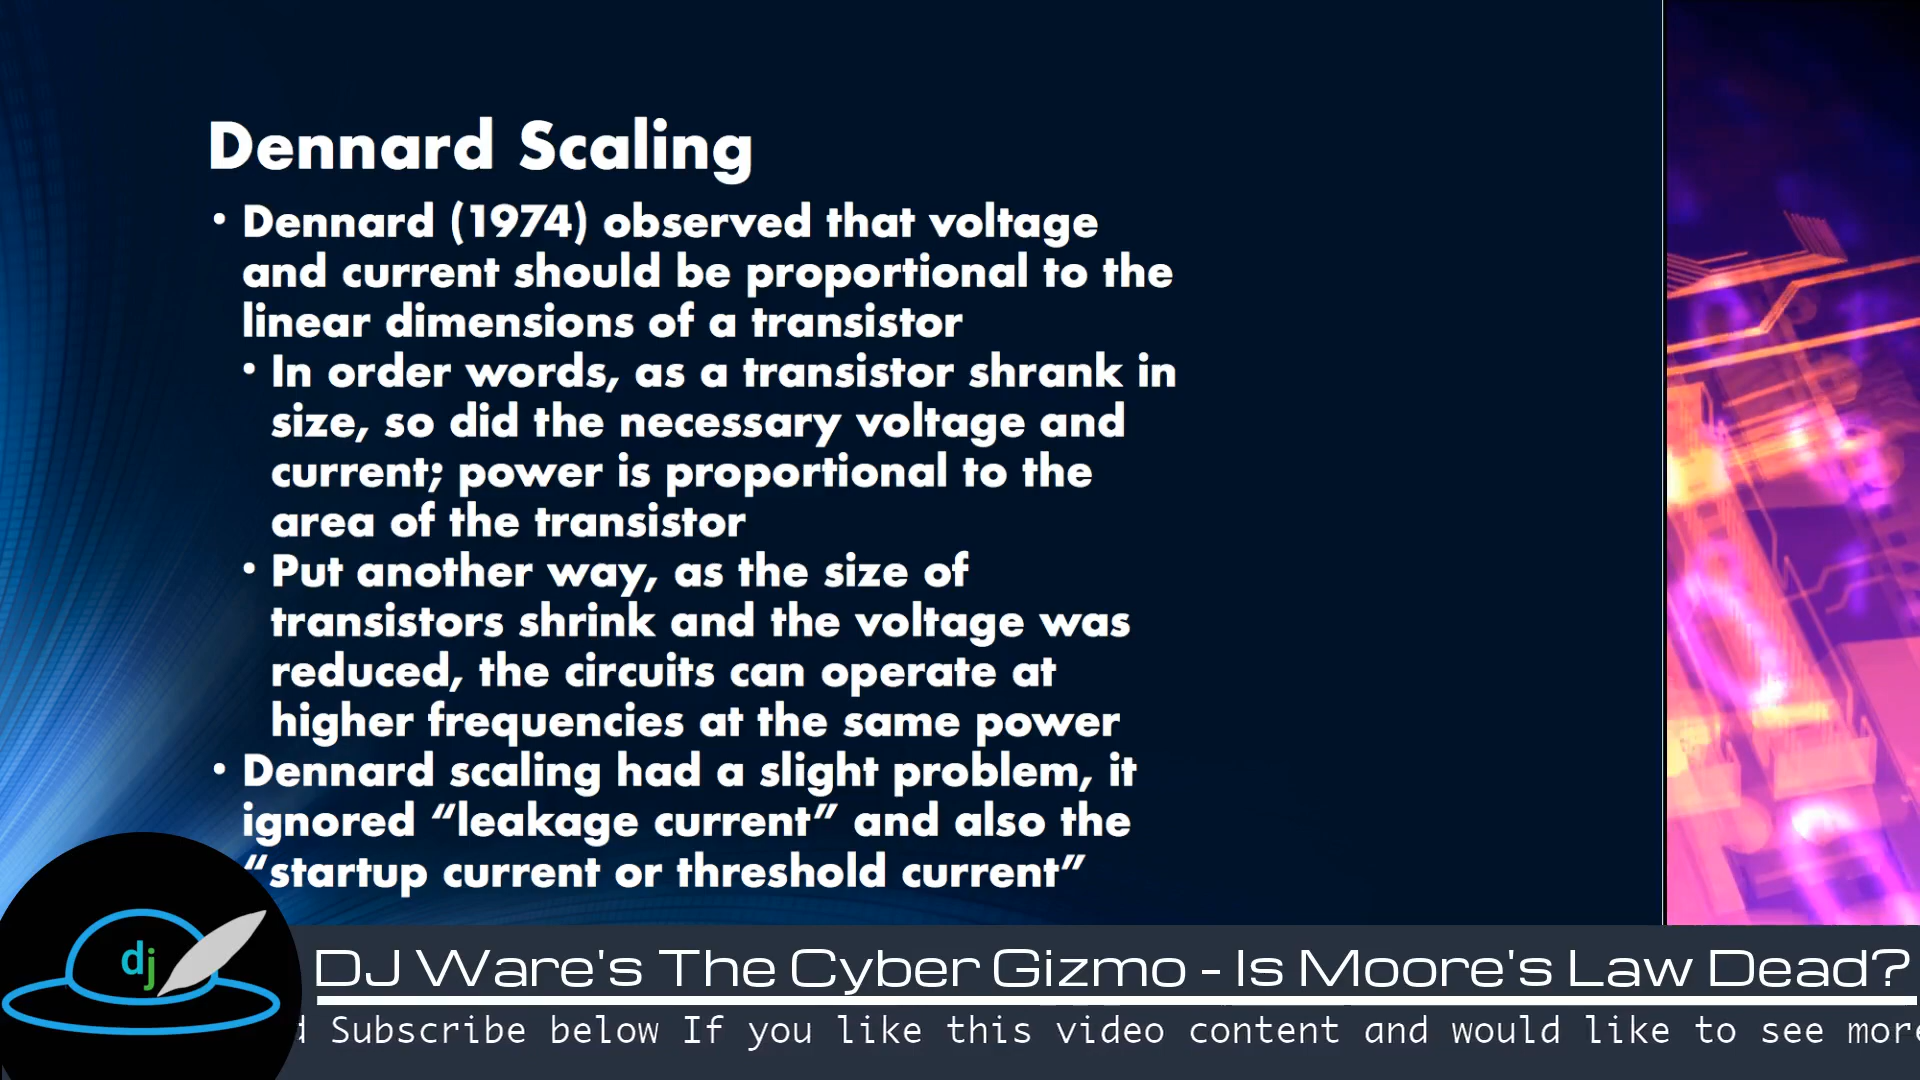 Dennard Scaling
• Dennard (1974) observed that voltage
and current should be proportional to the
linear dimensions of a transistor
• In order words, as a transistor shrank in
size, so did the necessary voltage and
current; power is proportional to the
area of the transistor
• Put another way, as the size of
transistors shrink and the voltage was
reduced, the circuits can operate at
higher frequencies at the same power
• Dennard scaling had a slight problem, it
ignored “leakage current” and also the
“startup current or threshold current”
dj
DJ Ware's The Cyber Gizmo - Is Moore's Law Dead?
Subscribe below If you like this video content and would like to see more